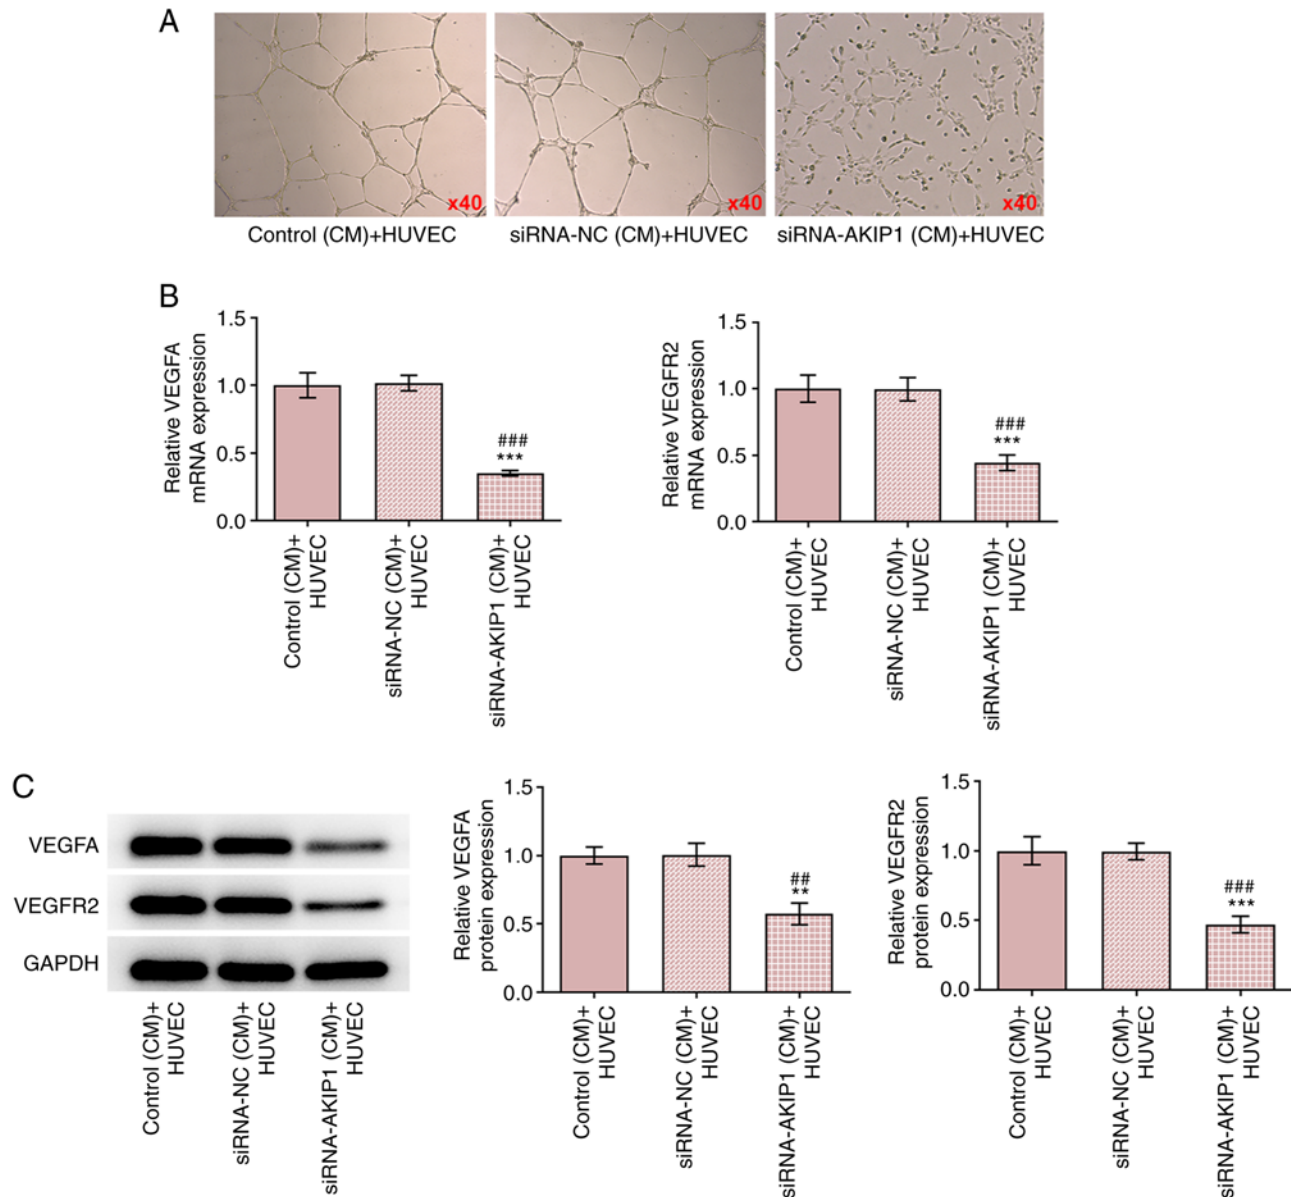 A
x40
x40
x40
Control (CM)+HUVEC
siRNA-NC (CM)+HUVEC
siRNA-AKIP1 (CM)+HUVEC
B
Relative VEGFA
mRNA expression
1.5
1.0
0.5
0.0
###
***
Control (CM)+
HUVEC
siRNA-NC (CM)+
HUVEC
siRNA-AKIP1 (CM)+
HUVEC
Relative VEGFR2
mRNA expression
1.5
1.0
0.5
0.0
###
***
Control (CM)+
HUVEC
siRNA-NC (CM)+
HUVEC
siRNA-AKIP1 (CM)+
HUVEC
C
VEGFA
VEGFR2
GAPDH
Control (CM)+
HUVEC
siRNA-NC (CM)+
HUVEC
siRNA-AKIP1 (CM)+
HUVEC
Relative VEGFA
protein expression
1.5
1.0
0.5
0.0
##
**
Control (CM)+
HUVEC
siRNA-NC (CM)+
HUVEC
siRNA-AKIP1 (CM)+
HUVEC
Relative VEGFR2
protein expression
1.5
1.0
0.5
0.0
###
***
Control (CM)+
HUVEC
siRNA-NC (CM)+
HUVEC
siRNA-AKIP1 (CM)+
HUVEC